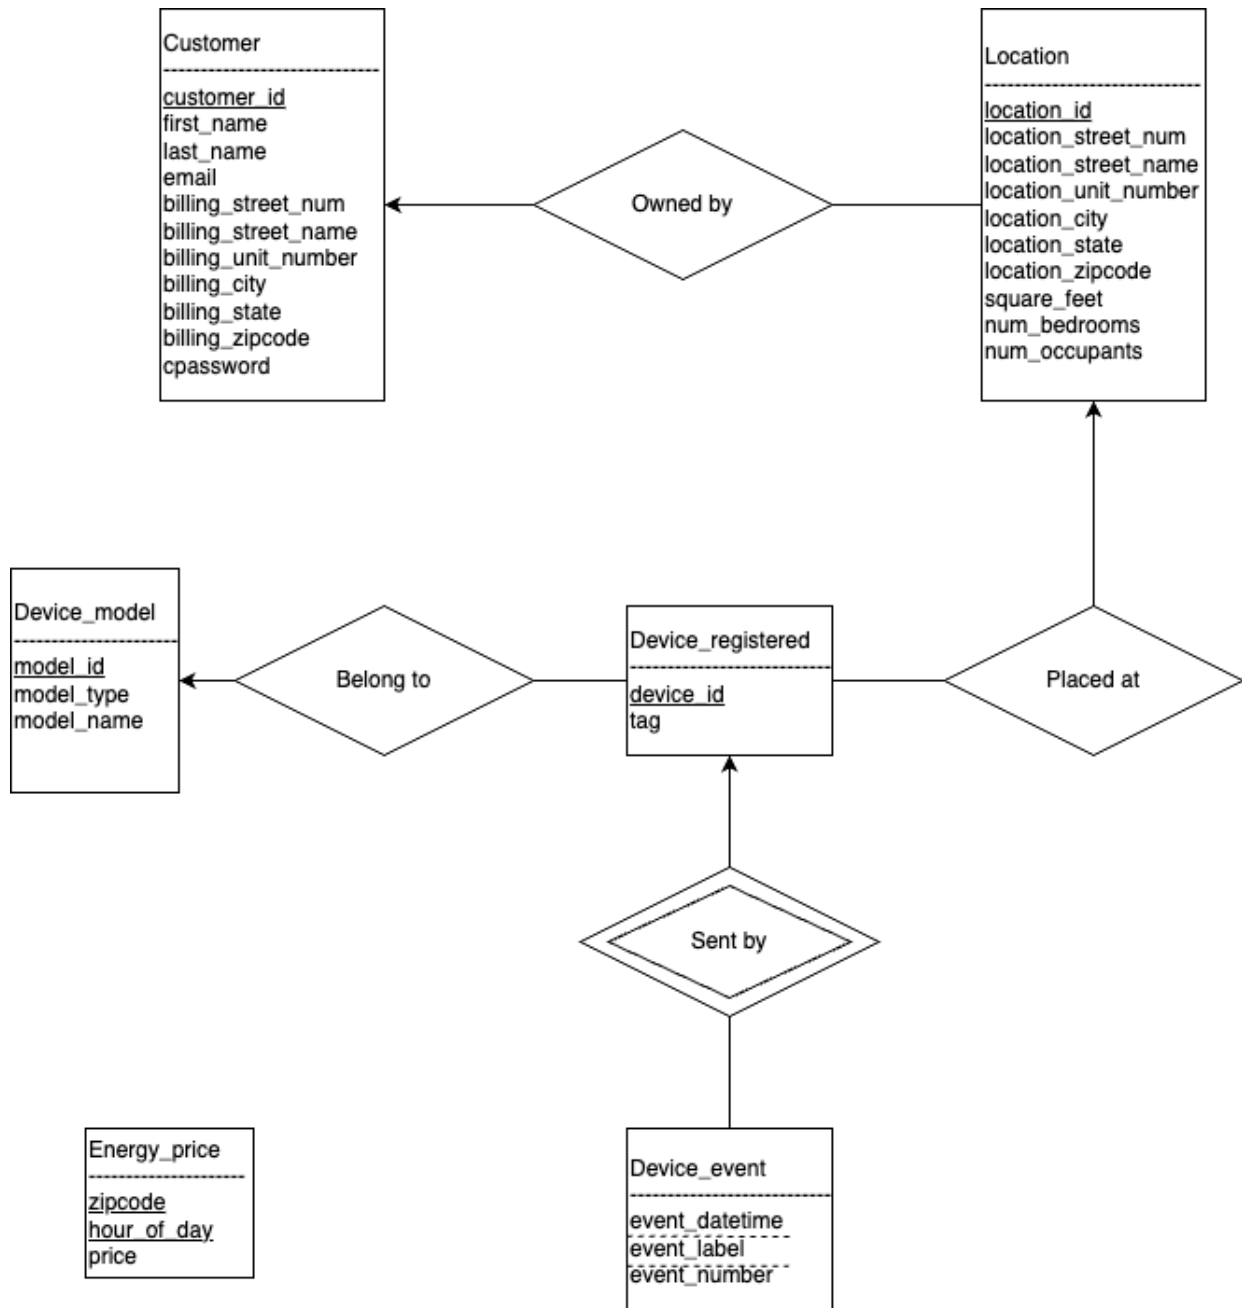 Customer
customer_id
first_name
last_name
email
billing_street_num
billing_street_name
billing_unit_number
billing_city
billing_state
billing_zipcode
cpassword
Owned by
Location
location_id
location_street_num
location_street_name
location_unit_number
location_city
location_state
location_zipcode
square_feet
num_bedrooms
num_occupants
Device_model
model_id
model_type
model_name
Belong to
Device_registered
device_id
tag
Placed at
Sent by
Energy_price
zipcode
hour_of_day
price
Device_event
event_datetime
event_label
event_number